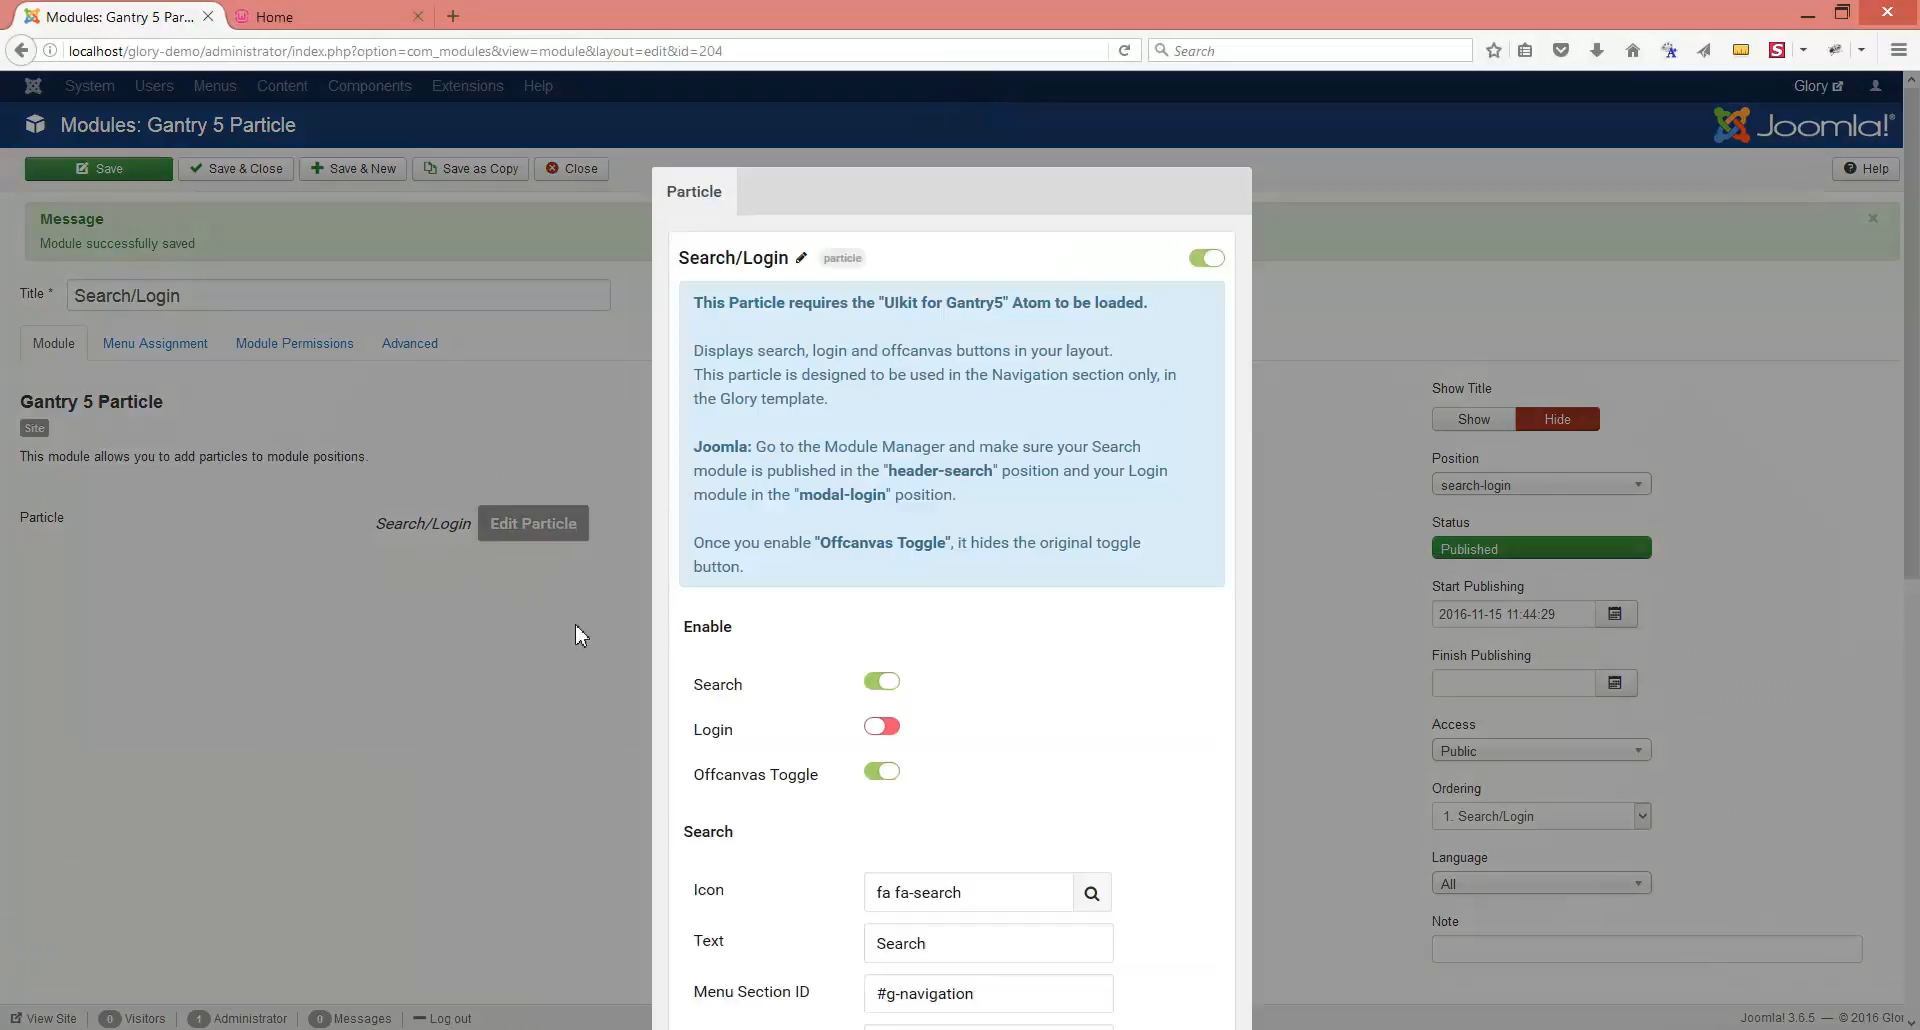 Modules: Gantry 5 Par...
Home
localhost/glory-demo/administrator/index.php?option=com_modules&view=module&layout=edit&id=204
Search
System Users Menus Content Components Extensions Help
Glory
Modules: Gantry 5 Particle
Joomla!®
Save
Save & Close
Save & New
Save as Copy
Close
Help
Message
Module successfully saved
Title *
Search/Login
Module
Menu Assignment
Module Permissions
Advanced
Gantry 5 Particle
Site
This module allows you to add particles to module positions.
Particle
Search/Login
Edit Particle
Particle
Search/Login
particle
This Particle requires the "UIkit for Gantry5" Atom to be loaded.
Displays search, login and offcanvas buttons in your layout.
This particle is designed to be used in the Navigation section only, in
the Glory template.
Joomla: Go to the Module Manager and make sure your Search
module is published in the "header-search" position and your Login
module in the "modal-login" position.
Once you enable "Offcanvas Toggle", it hides the original toggle
button.
Enable
Search
Login
Offcanvas Toggle
Search
Icon
fa fa-search
Text
Search
Menu Section ID
#g-navigation
Show Title
Show
Hide
Position
search-login
Status
Published
Start Publishing
2016-11-15 11:44:29
Finish Publishing
Access
Public
Ordering
1. Search/Login
Language
All
Note
View Site
0 Visitors
1 Administrator
0 Messages
Log out
Joomla! 3.6.5 — © 2016 Glor